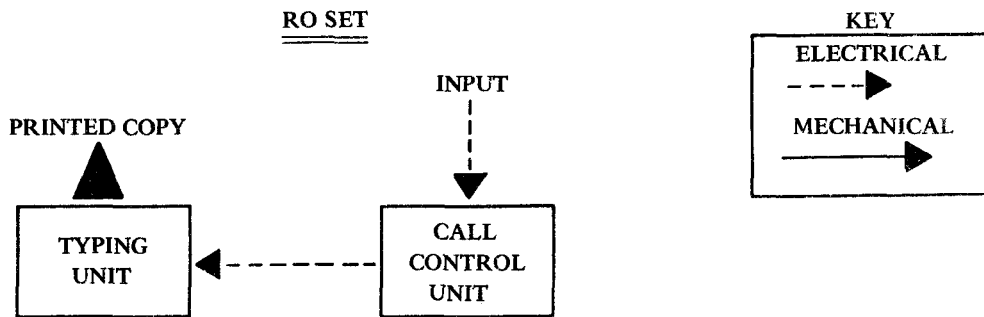 RO SET
KEY
ELECTRICAL
MECHANICAL
INPUT
PRINTED COPY
TYPING
UNIT
CALL
CONTROL
UNIT